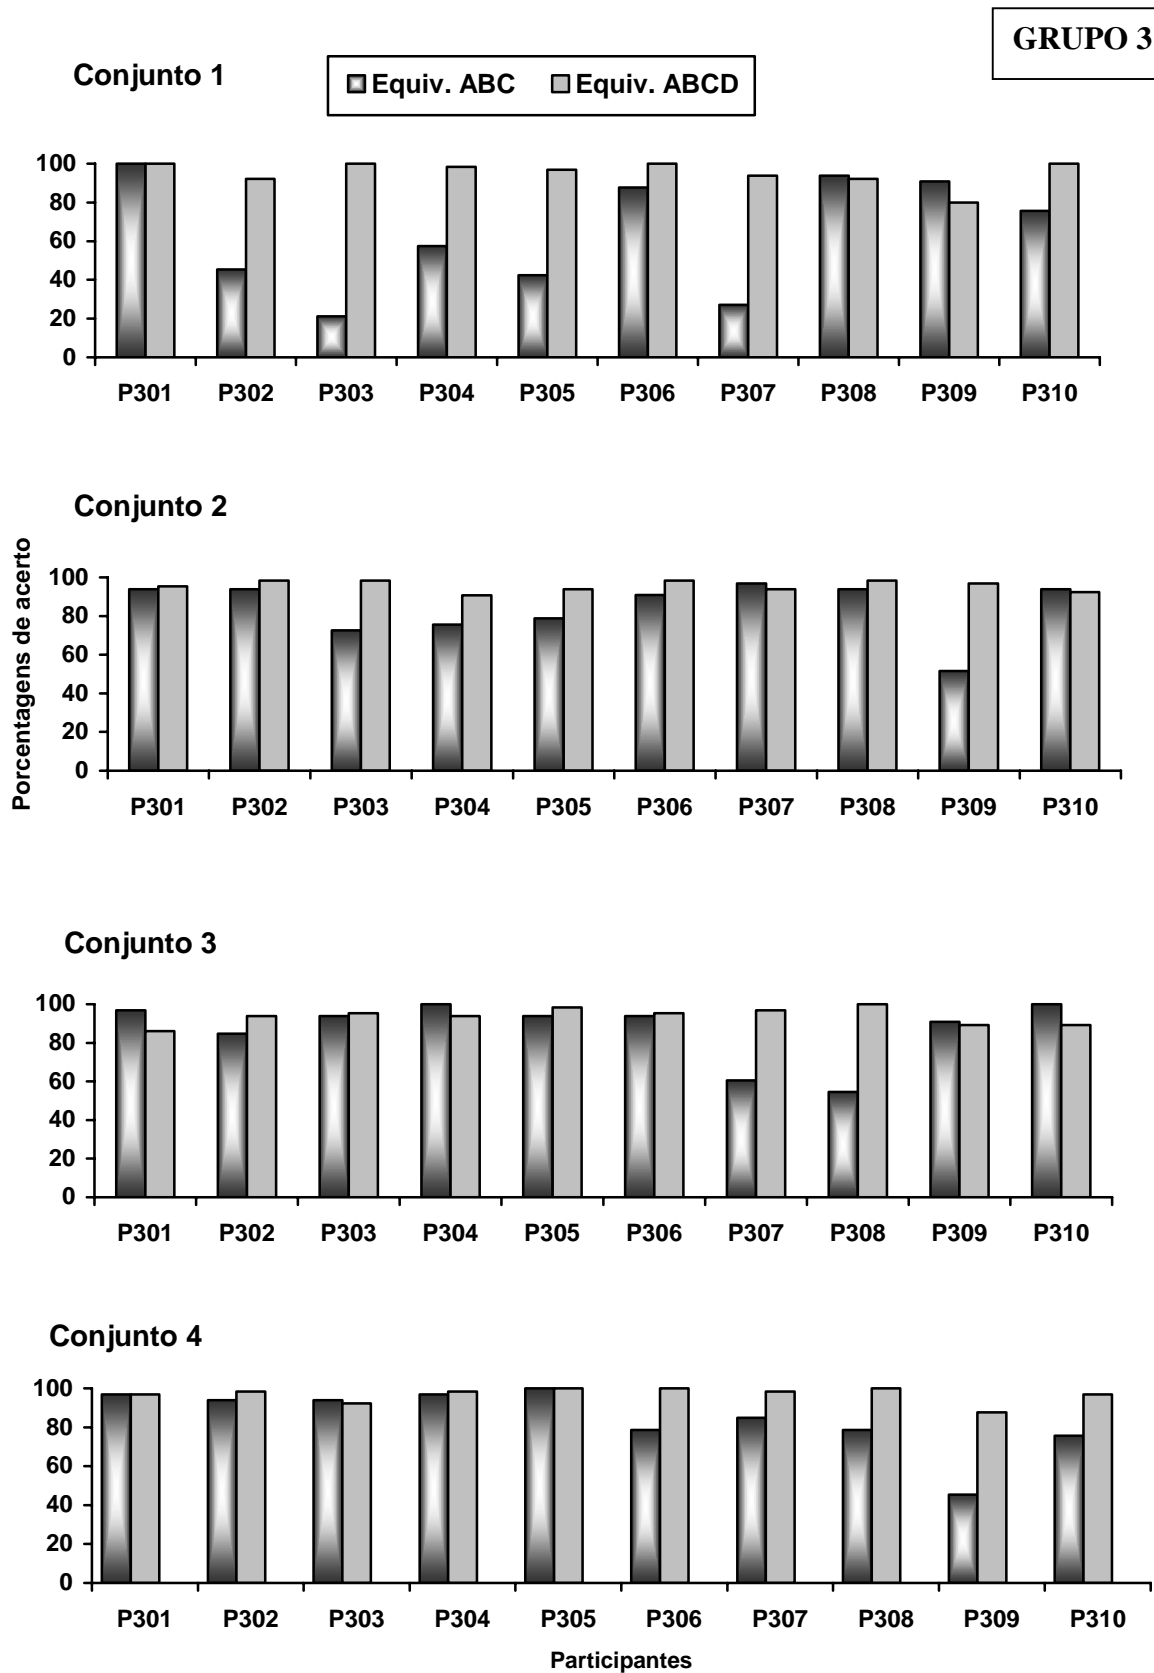 GRUPO 3
Conjunto 1
Equiv. ABC Equiv. ABCD
100
80
60
40
20
0
P301 P302 P303 P304 P305 P306 P307 P308 P309 P310
Conjunto 2
Porcentagens de acerto
100
80
60
40
20
0
P301 P302 P303 P304 P305 P306 P307 P308 P309 P310
Conjunto 3
100
80
60
40
20
0
P301 P302 P303 P304 P305 P306 P307 P308 P309 P310
Conjunto 4
100
80
60
40
20
0
P301 P302 P303 P304 P305 P306 P307 P308 P309 P310
Participantes